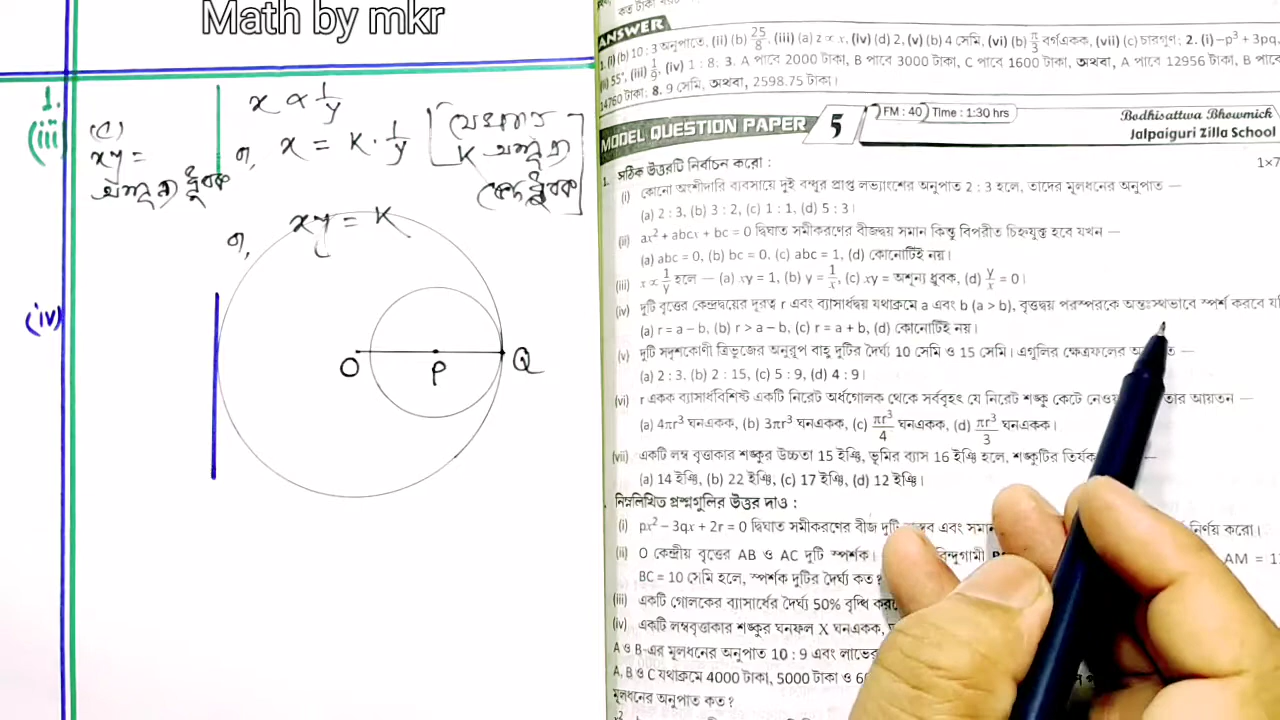 Math by mkr
1.
(iii) (c)
xy =
অশূন্য ধ্রুবক
x ∝ 1/y
বা, x = K · 1/y [যেখানে K অশূন্য ধ্রুবক]
বা, xy = K
(iv)
O P Q
কত টাকা
ANSWER
1. (i) (b) 10 : 3 অনুপাতে, (ii) (b) 25/8, (iii) (a) z ∝ x, (iv) (d) 2, (v) (b) 4 সেমি, (vi) (b) π/3 বর্গএকক, (vii) (c) চারগুণ; 2. (i) –p³ + 3pq,
(ii) 55°, (iii) 1/9, (iv) 1 : 8; 3. A পাবে 2000 টাকা, B পাবে 3000 টাকা, C পাবে 1600 টাকা, অথবা, A পাবে 12956 টাকা, B পাবে
14760 টাকা; 8. 9 সেমি, অথবা, 2598.75 টাকা।
MODEL QUESTION PAPER 5 FM : 40 Time : 1:30 hrs Bodhisattwa Bhowmick
Jalpaiguri Zilla School
1. সঠিক উত্তরটি নির্বাচন করো : 1×7
(i) কোনো অংশীদারি ব্যবসায়ে দুই বন্ধুর প্রাপ্ত লভ্যাংশের অনুপাত 2 : 3 হলে, তাদের মূলধনের অনুপাত —
(a) 2 : 3, (b) 3 : 2, (c) 1 : 1, (d) 5 : 3।
(ii) ax² + abcx + bc = 0 দ্বিঘাত সমীকরণের বীজদ্বয় সমান কিন্তু বিপরীত চিহ্নযুক্ত হবে যখন —
(a) abc = 0, (b) bc = 0, (c) abc = 1, (d) কোনোটিই নয়।
(iii) x ∝ 1/y হলে — (a) xy = 1, (b) y = 1/x, (c) xy = অশূন্য ধ্রুবক, (d) y/x = 0।
(iv) দুটি বৃত্তের কেন্দ্রদ্বয়ের দূরত্ব r এবং ব্যাসার্ধদ্বয় যথাক্রমে a এবং b (a > b), বৃত্তদ্বয় পরস্পরকে অন্তঃস্থভাবে স্পর্শ করবে
(a) r = a – b, (b) r > a – b, (c) r = a + b, (d) কোনোটিই নয়।
(v) দুটি সদৃশকোণী ত্রিভুজের অনুরূপ বাহু দুটির দৈর্ঘ্য 10 সেমি ও 15 সেমি। এগুলির ক্ষেত্রফলের —
(a) 2 : 3, (b) 2 : 15, (c) 5 : 9, (d) 4 : 9।
(vi) r একক ব্যাসার্ধবিশিষ্ট একটি নিরেট অর্ধগোলক থেকে সর্ববৃহৎ যে নিরেট শঙ্কু কেটে তার আয়তন —
(a) 4πr³ ঘনএকক, (b) 3πr³ ঘনএকক, (c) πr³/4 ঘনএকক, (d) πr³/3 ঘনএকক।
(vii) একটি লম্ব বৃত্তাকার শঙ্কুর উচ্চতা 15 ইঞ্চি, ভূমির ব্যাস 16 ইঞ্চি হলে, শঙ্কুটির —
(a) 14 ইঞ্চি, (b) 22 ইঞ্চি, (c) 17 ইঞ্চি, (d) 12 ইঞ্চি।
নিম্নলিখিত প্রশ্নগুলির উত্তর দাও :
(i) px² – 3qx + 2r = 0 দ্বিঘাত সমীকরণের বীজ দুটি এবং নির্ণয় করো।
(ii) O কেন্দ্রীয় বৃত্তের AB ও AC দুটি স্পর্শক। AM =
BC = 10 সেমি হলে, স্পর্শক দুটির দৈর্ঘ্য কত?
(iii) একটি গোলকের ব্যাসার্ধের দৈর্ঘ্য 50% বৃদ্ধি
(iv) একটি লম্ববৃত্তাকার শঙ্কুর ঘনফল X ঘনএকক,
A ও B-এর মূলধনের অনুপাত 10 : 9 এবং
A, B ও C যথাক্রমে 4000 টাকা, 5000 টাকা ও
মূলধনের অনুপাত কত?